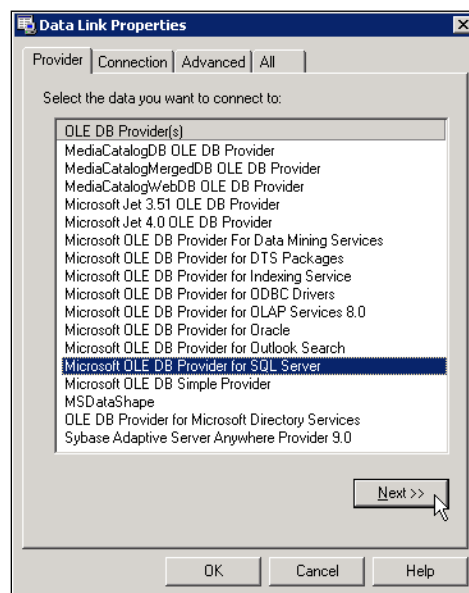 Data Link Properties
Provider Connection Advanced All
Select the data you want to connect to:
OLE DB Provider(s)
MediaCatalogDB OLE DB Provider
MediaCatalogMergedDB OLE DB Provider
MediaCatalogWebDB OLE DB Provider
Microsoft Jet 3.51 OLE DB Provider
Microsoft Jet 4.0 OLE DB Provider
Microsoft OLE DB Provider For Data Mining Services
Microsoft OLE DB Provider for DTS Packages
Microsoft OLE DB Provider for Indexing Service
Microsoft OLE DB Provider for ODBC Drivers
Microsoft OLE DB Provider for OLAP Services 8.0
Microsoft OLE DB Provider for Oracle
Microsoft OLE DB Provider for Outlook Search
Microsoft OLE DB Provider for SQL Server
Microsoft OLE DB Simple Provider
MSDataShape
OLE DB Provider for Microsoft Directory Services
Sybase Adaptive Server Anywhere Provider 9.0
Next >>
OK Cancel Help